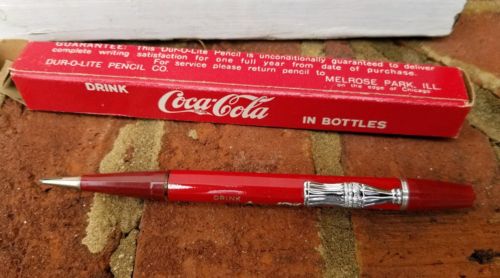 GUARANTEE: This Dur-O-Lite Pencil is unconditionally guaranteed to deliver
complete writing satisfaction for one full year from date of purchase.
DUR-O-LITE PENCIL CO. For service please return pencil to MELROSE PARK, ILL.
on the edge of Chicago
DRINK Coca-Cola IN BOTTLES
DRINK